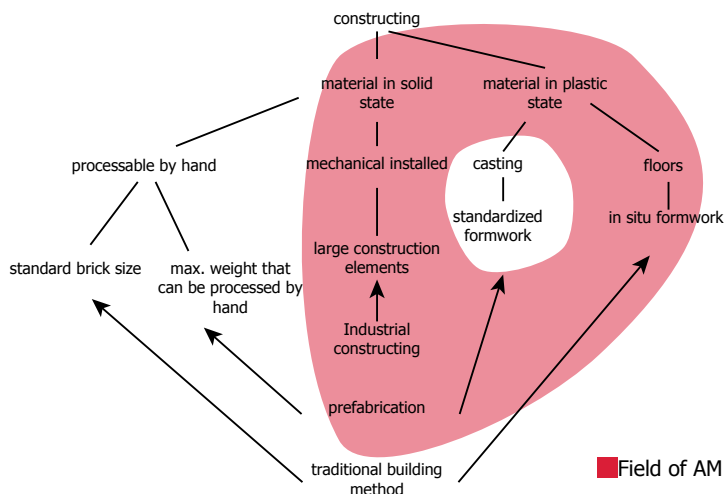 constructing
material in solid
state
material in plastic
state
processable by hand
mechanical installed
casting
floors
standardized
formwork
in situ formwork
standard brick size
max. weight that
can be processed by
hand
large construction
elements
Industrial
constructing
prefabrication
traditional building
method
Field of AM